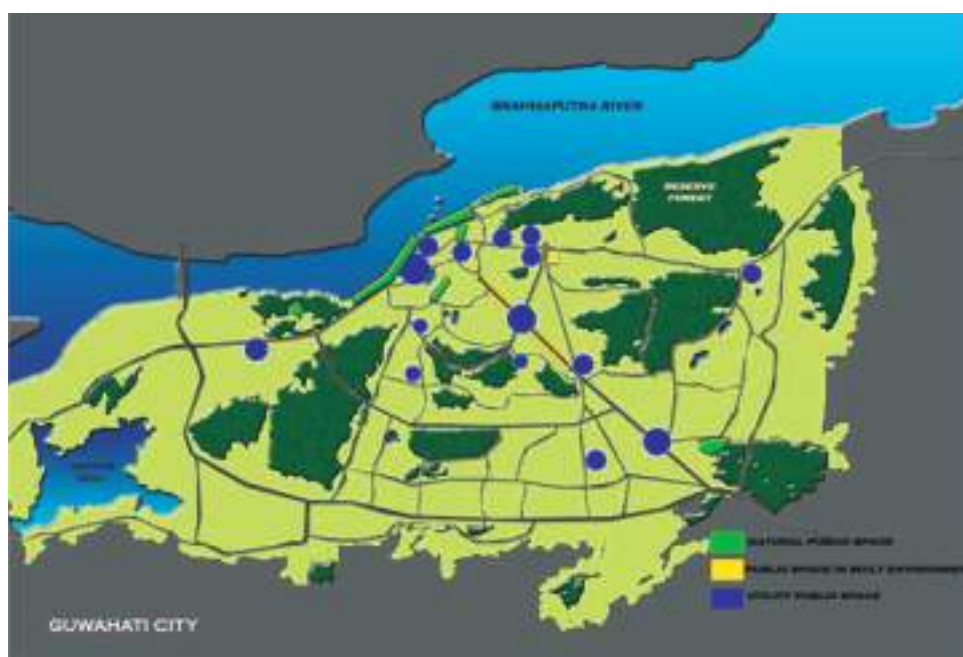 BRAHMAPUTRA RIVER
RESERVE
FOREST
NATURAL PUBLIC SPACE
PUBLIC SPACE IN BUILT ENVIRONMENT
UTILITY PUBLIC SPACE
GUWAHATI CITY